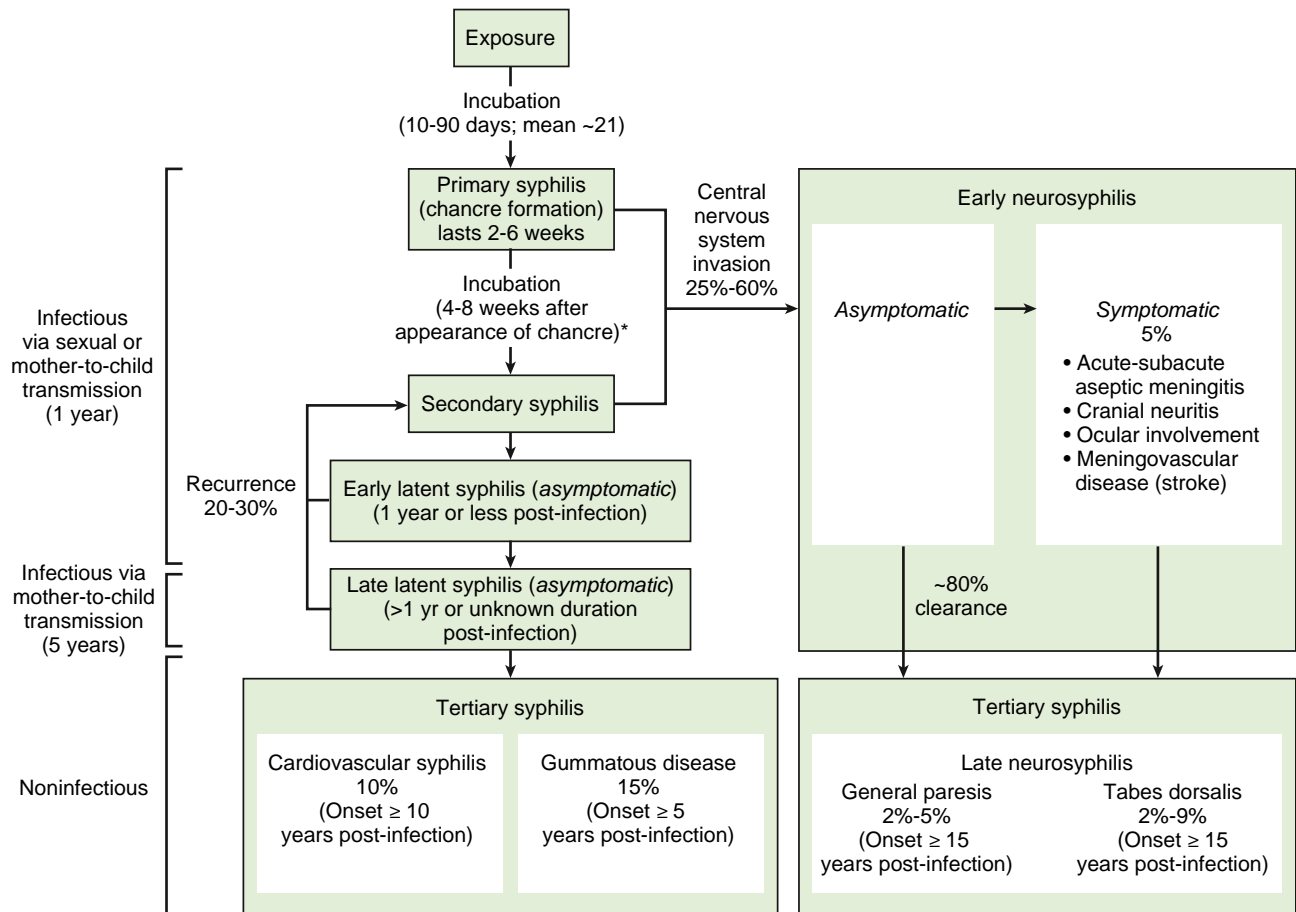 Exposure
Incubation
(10-90 days; mean ~21)
Primary syphilis
(chancre formation)
lasts 2-6 weeks
Incubation
(4-8 weeks after
appearance of chancre)*
Secondary syphilis
Early latent syphilis (asymptomatic)
(1 year or less post-infection)
Late latent syphilis (asymptomatic)
(>1 yr or unknown duration
post-infection)
Recurrence
20-30%
Infectious
via sexual or
mother-to-child
transmission
(1 year)
Infectious via
mother-to-child
transmission
(5 years)
Noninfectious
Central
nervous
system
invasion
25%-60%
Early neurosyphilis
Asymptomatic
Symptomatic
5%
• Acute-subacute
aseptic meningitis
• Cranial neuritis
• Ocular involvement
• Meningovascular
disease (stroke)
~80%
clearance
Tertiary syphilis
Cardiovascular syphilis
10%
(Onset ≥ 10
years post-infection)
Gummatous disease
15%
(Onset ≥ 5
years post-infection)
Tertiary syphilis
Late neurosyphilis
General paresis
2%-5%
(Onset ≥ 15
years post-infection)
Tabes dorsalis
2%-9%
(Onset ≥ 15
years post-infection)